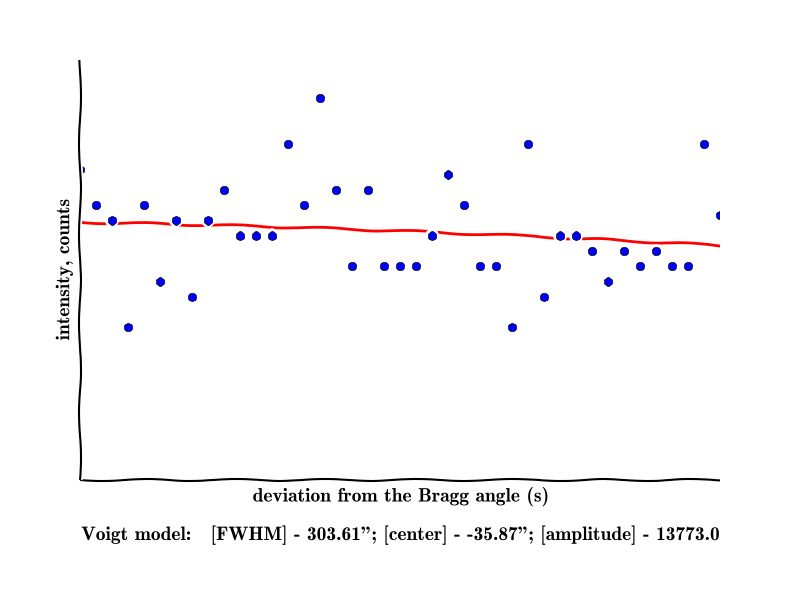 intensity, counts
deviation from the Bragg angle (s)
Voigt model: [FWHM] - 303.61”; [center] - -35.87”; [amplitude] - 13773.0